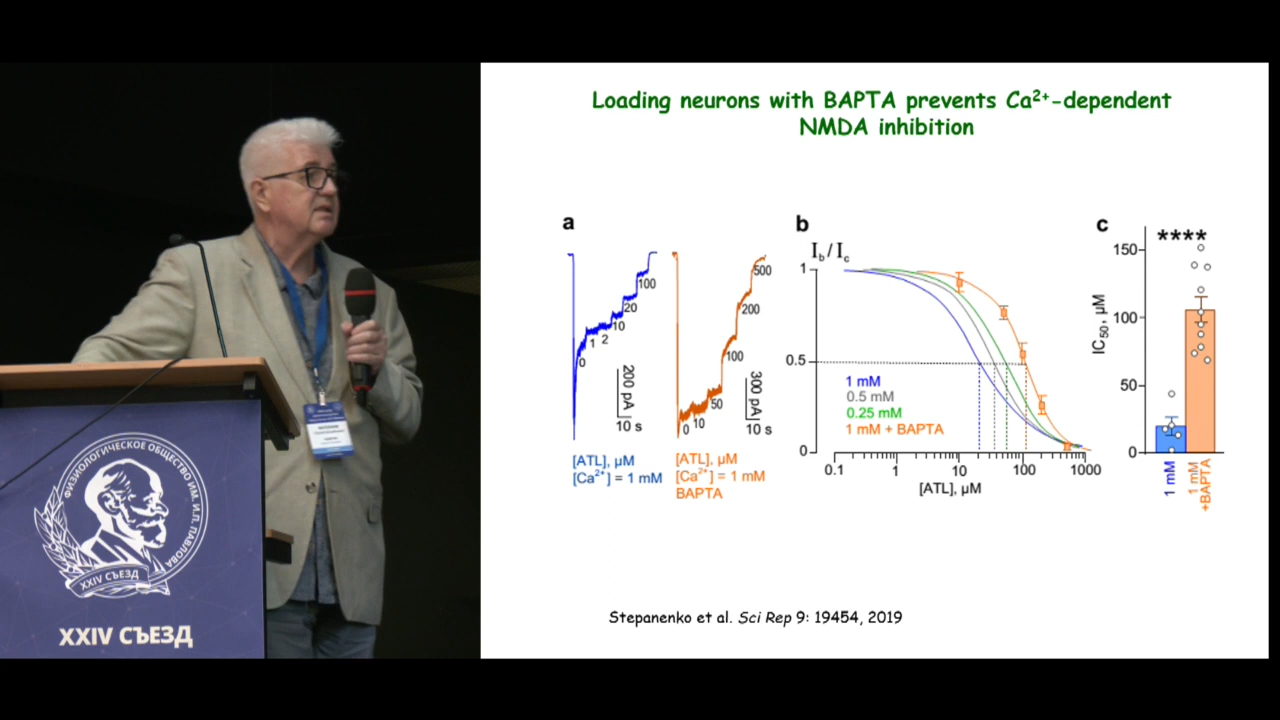 Loading neurons with BAPTA prevents Ca²⁺-dependent
NMDA inhibition
a
0
1
2
10
20
100
200 pA
10 s
[ATL], µM
[Ca²⁺] = 1 mM
0
10
50
100
200
500
300 pA
10 s
[ATL], µM
[Ca²⁺] = 1 mM
BAPTA
b
I_b / I_c
1
0.5
0
1 mM
0.5 mM
0.25 mM
1 mM + BAPTA
0.1
1
10
100
1000
[ATL], µM
c
****
150
100
50
0
IC₅₀, µM
1 mM
1 mM
+BAPTA
Stepanenko et al. Sci Rep 9: 19454, 2019
ФИЗИОЛОГИЧЕСКОЕ ОБЩЕСТВО ИМ. И.П. ПАВЛОВА
XXIV СЪЕЗД
XXIV СЪЕЗД